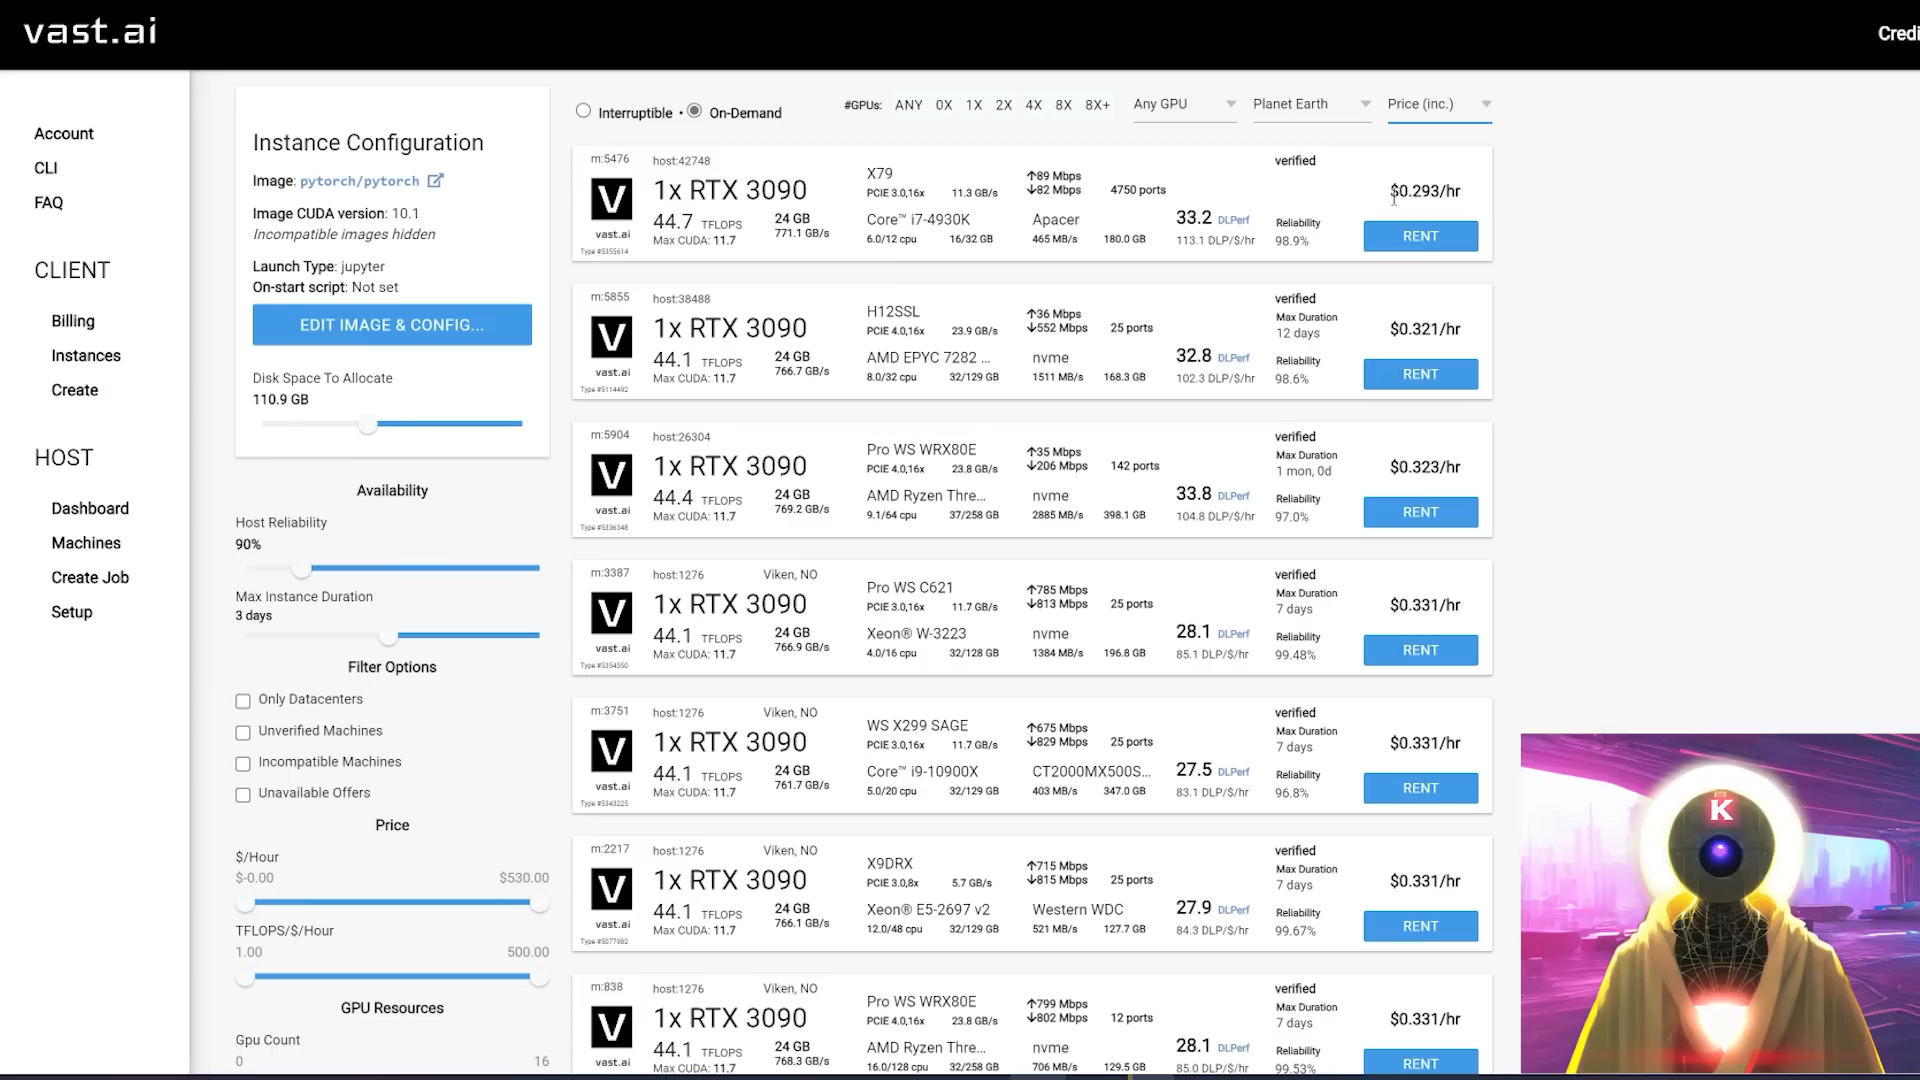 vast.ai
Credi
Account
CLI
FAQ
CLIENT
Billing
Instances
Create
HOST
Dashboard
Machines
Create Job
Setup
Instance Configuration
Image: pytorch/pytorch
Image CUDA version: 10.1
Incompatible images hidden
Launch Type: jupyter
On-start script: Not set
EDIT IMAGE & CONFIG...
Disk Space To Allocate
110.9 GB
Availability
Host Reliability
90%
Max Instance Duration
3 days
Filter Options
Only Datacenters
Unverified Machines
Incompatible Machines
Unavailable Offers
Price
$/Hour
$-0.00 $530.00
TFLOPS/$/Hour
1.00 500.00
GPU Resources
Gpu Count
0 16
Interruptible • On-Demand
#GPUs: ANY 0X 1X 2X 4X 8X 8X+ Any GPU Planet Earth Price (inc.)
m:5476 host:42748 X79 ↑89 Mbps verified
1x RTX 3090 PCIE 3.0,16x 11.3 GB/s ↓82 Mbps 4750 ports $0.293/hr
44.7 TFLOPS 24 GB Core™ i7-4930K Apacer 33.2 DLPerf Reliability
vast.ai Max CUDA: 11.7 771.1 GB/s 6.0/12 cpu 16/32 GB 465 MB/s 180.0 GB 113.1 DLP/$/hr 98.9% RENT
Type #5355614
m:5855 host:38488 H12SSL ↑36 Mbps verified
1x RTX 3090 PCIE 4.0,16x 23.9 GB/s ↓552 Mbps 25 ports Max Duration 12 days $0.321/hr
44.1 TFLOPS 24 GB AMD EPYC 7282 ... nvme 32.8 DLPerf Reliability
vast.ai Max CUDA: 11.7 766.7 GB/s 8.0/32 cpu 32/129 GB 1511 MB/s 168.3 GB 102.3 DLP/$/hr 98.6% RENT
Type #5114492
m:5904 host:26304 Pro WS WRX80E ↑35 Mbps verified
1x RTX 3090 PCIE 4.0,16x 23.8 GB/s ↓206 Mbps 142 ports Max Duration 1 mon, 0d $0.323/hr
44.4 TFLOPS 24 GB AMD Ryzen Thre... nvme 33.8 DLPerf Reliability
vast.ai Max CUDA: 11.7 769.2 GB/s 9.1/64 cpu 37/258 GB 2885 MB/s 398.1 GB 104.8 DLP/$/hr 97.0% RENT
Type #5336348
m:3387 host:1276 Viken, NO Pro WS C621 ↑785 Mbps verified
1x RTX 3090 PCIE 3.0,16x 11.7 GB/s ↓813 Mbps 25 ports Max Duration 7 days $0.331/hr
44.1 TFLOPS 24 GB Xeon® W-3223 nvme 28.1 DLPerf Reliability
vast.ai Max CUDA: 11.7 766.9 GB/s 4.0/16 cpu 32/128 GB 1384 MB/s 196.8 GB 85.1 DLP/$/hr 99.48% RENT
Type #5354350
m:3751 host:1276 Viken, NO WS X299 SAGE ↑675 Mbps verified
1x RTX 3090 PCIE 3.0,16x 11.7 GB/s ↓829 Mbps 25 ports Max Duration 7 days $0.331/hr
44.1 TFLOPS 24 GB Core™ i9-10900X CT2000MX500S... 27.5 DLPerf Reliability
vast.ai Max CUDA: 11.7 761.7 GB/s 5.0/20 cpu 32/129 GB 403 MB/s 347.0 GB 83.1 DLP/$/hr 96.8% RENT
Type #5343225
m:2217 host:1276 Viken, NO X9DRX ↑715 Mbps verified
1x RTX 3090 PCIE 3.0,8x 5.7 GB/s ↓815 Mbps 25 ports Max Duration 7 days $0.331/hr
44.1 TFLOPS 24 GB Xeon® E5-2697 v2 Western WDC 27.9 DLPerf Reliability
vast.ai Max CUDA: 11.7 766.1 GB/s 12.0/48 cpu 32/129 GB 521 MB/s 127.7 GB 84.3 DLP/$/hr 99.67% RENT
Type #5077982
m:838 host:1276 Viken, NO Pro WS WRX80E ↑799 Mbps verified
1x RTX 3090 PCIE 4.0,16x 23.8 GB/s ↓802 Mbps 12 ports Max Duration 7 days $0.331/hr
44.1 TFLOPS 24 GB AMD Ryzen Thre... nvme 28.1 DLPerf Reliability
vast.ai Max CUDA: 11.7 768.3 GB/s 16.0/128 cpu 32/258 GB 706 MB/s 129.5 GB 85.0 DLP/$/hr 99.53% RENT
K